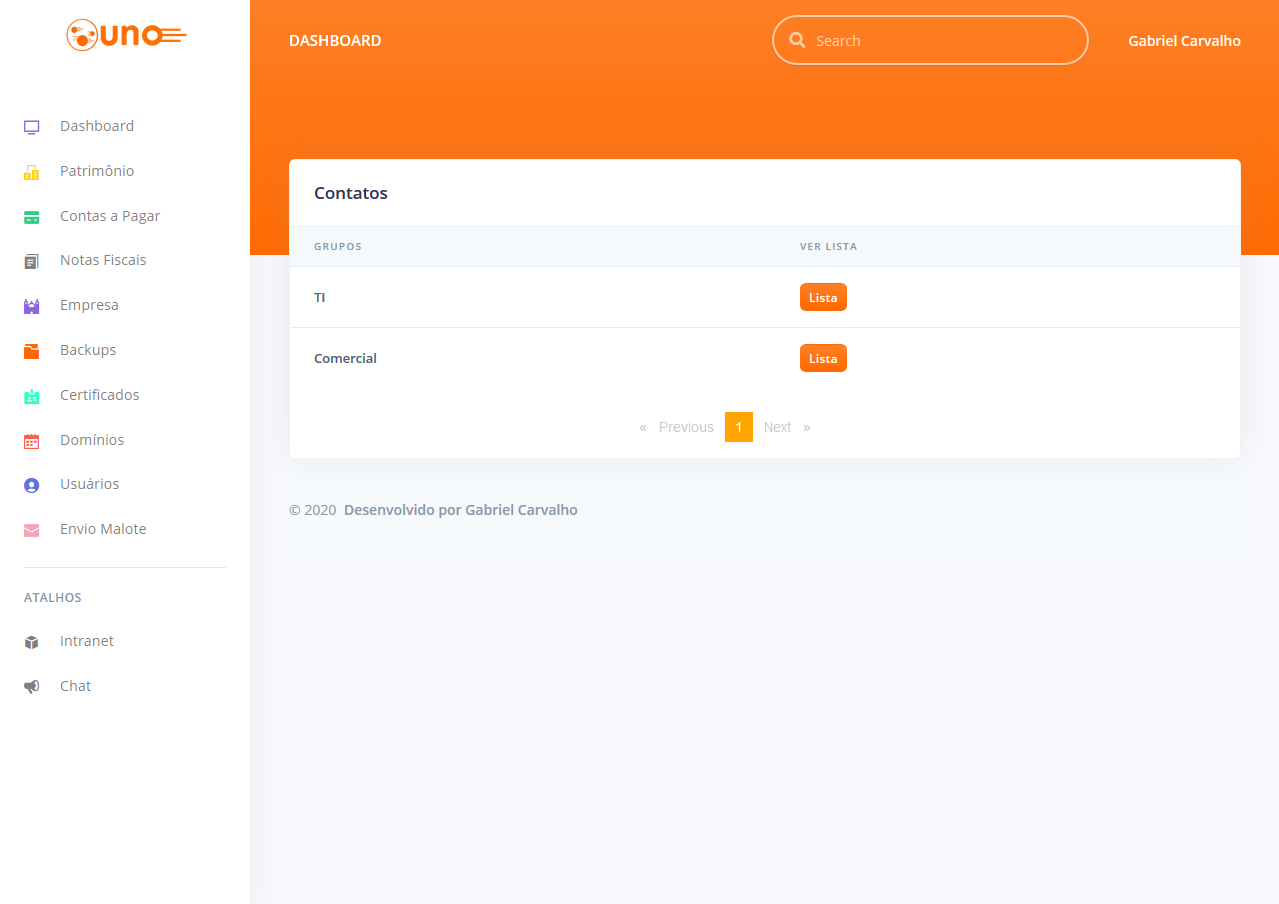 uno
DASHBOARD
Search
Gabriel Carvalho
Dashboard
Patrimônio
Contas a Pagar
Notas Fiscais
Empresa
Backups
Certificados
Domínios
Usuários
Envio Malote
ATALHOS
Intranet
Chat
Contatos
GRUPOS VER LISTA
TI Lista
Comercial Lista
« Previous 1 Next »
© 2020 Desenvolvido por Gabriel Carvalho